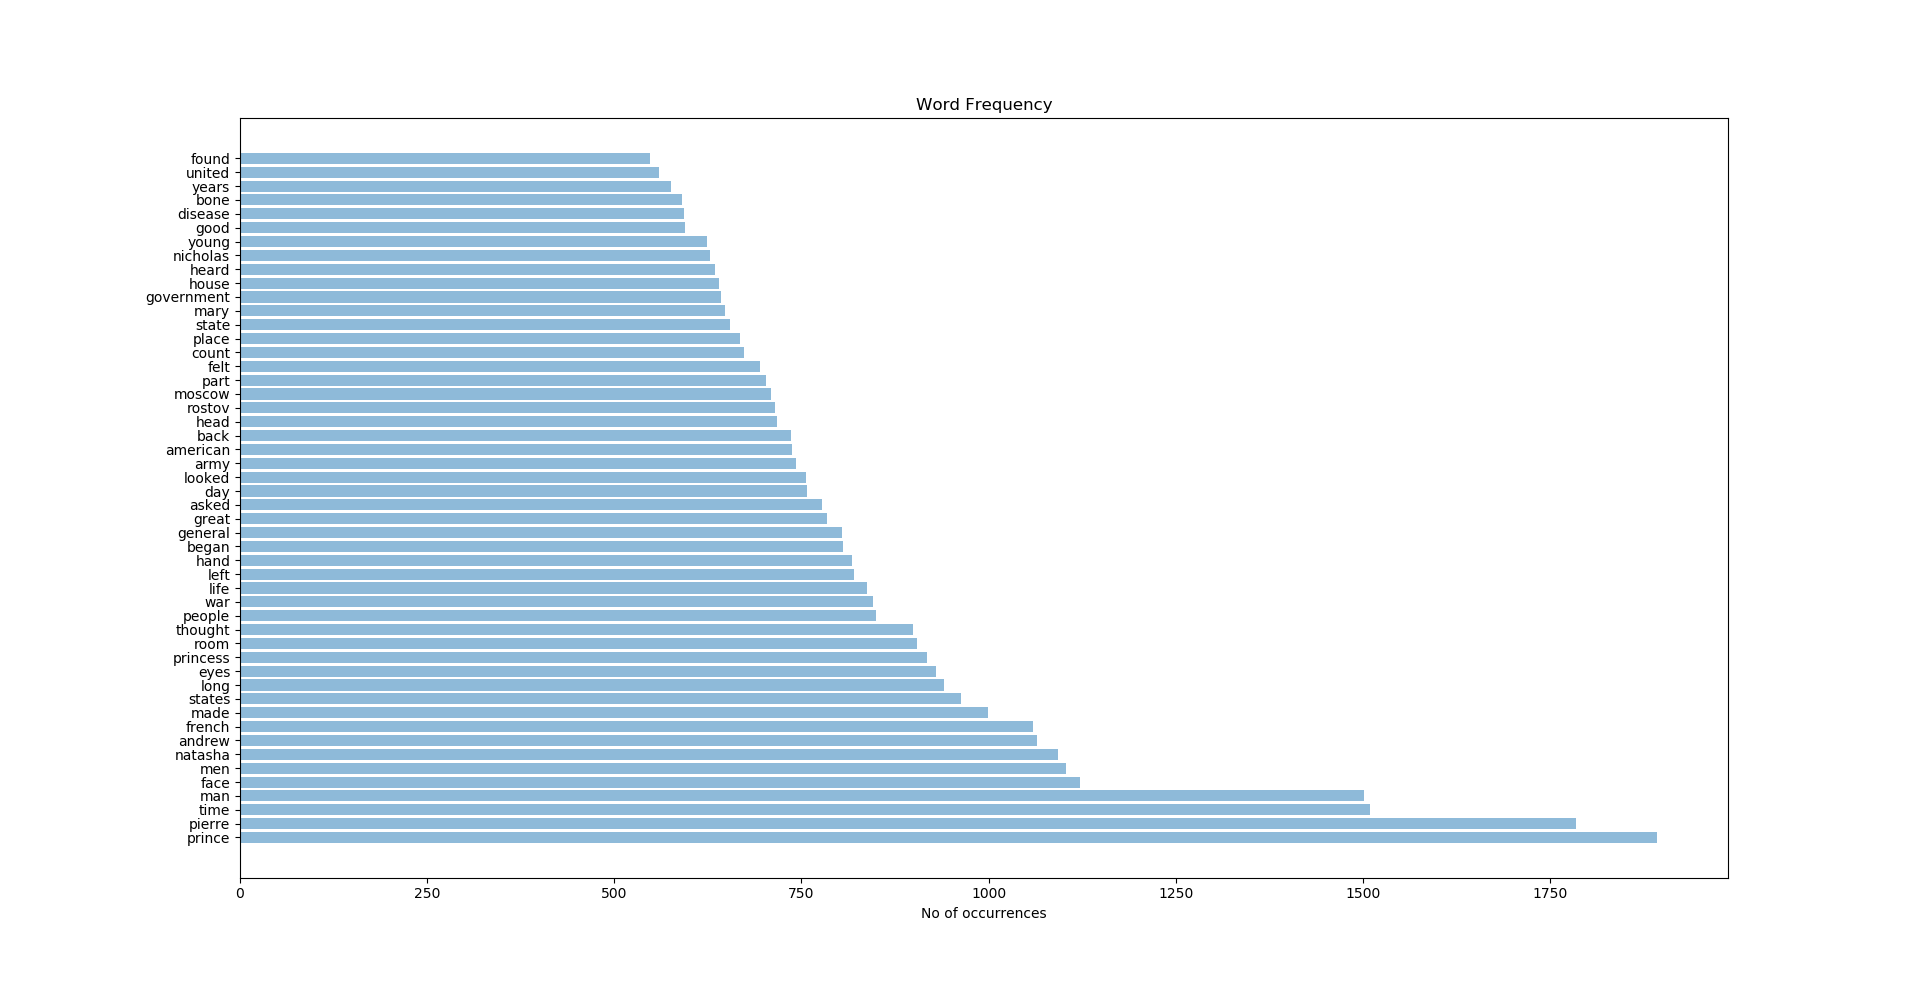 Word Frequency
found
united
years
bone
disease
good
young
nicholas
heard
house
government
mary
state
place
count
felt
part
moscow
rostov
head
back
american
army
looked
day
asked
great
general
began
hand
left
life
war
people
thought
room
princess
eyes
long
states
made
french
andrew
natasha
men
face
man
time
pierre
prince
0 250 500 750 1000 1250 1500 1750
No of occurrences